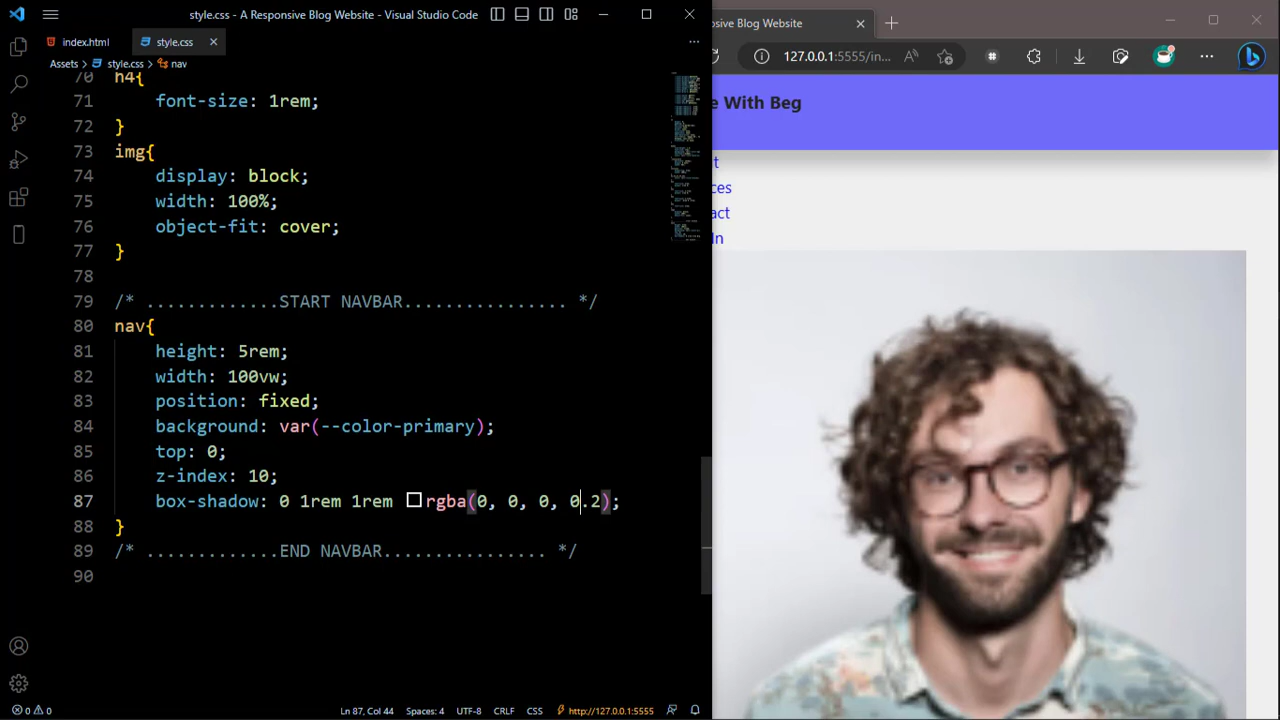 style.css - A Responsive Blog Website - Visual Studio Code
sive Blog Website
index.html
style.css
127.0.0.1:5555/in...
Assets > style.css > nav
70 h4{
71 font-size: 1rem;
72 }
73 img{
74 display: block;
75 width: 100%;
76 object-fit: cover;
77 }
78
79 /* .............START NAVBAR................ */
80 nav{
81 height: 5rem;
82 width: 100vw;
83 position: fixed;
84 background: var(--color-primary);
85 top: 0;
86 z-index: 10;
87 box-shadow: 0 1rem 1rem rgba(0, 0, 0, 0.2);
88 }
89 /* .............END NAVBAR................ */
90
e With Beg
t
ces
act
In
0 0
Ln 87, Col 44 Spaces: 4 UTF-8 CRLF CSS http://127.0.0.1:5555